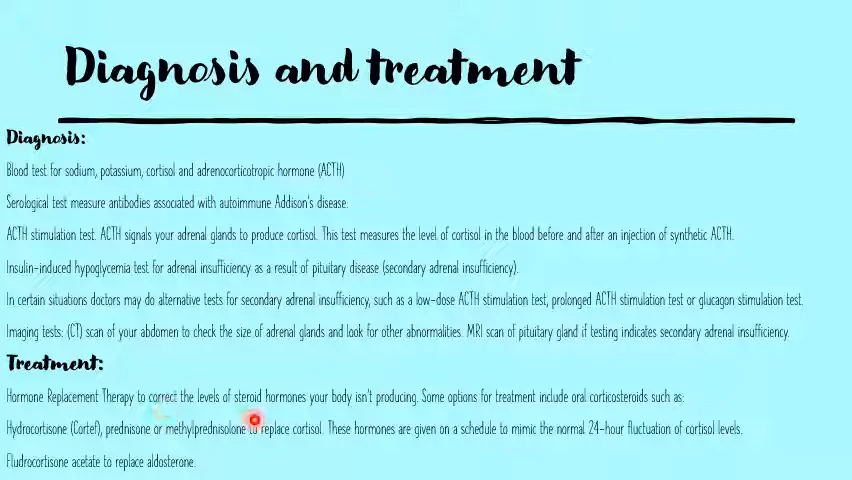 Diagnosis and treatment
Diagnosis:
Blood test for sodium, potassium, cortisol and adrenocorticotropic hormone (ACTH)
Serological test measure antibodies associated with autoimmune Addison's disease.
ACTH stimulation test. ACTH signals your adrenal glands to produce cortisol. This test measures the level of cortisol in the blood before and after an injection of synthetic ACTH.
Insulin-induced hypoglycemia test for adrenal insufficiency as a result of pituitary disease (secondary adrenal insufficiency).
In certain situations doctors may do alternative tests for secondary adrenal insufficiency, such as a low-dose ACTH stimulation test, prolonged ACTH stimulation test or glucagon stimulation test.
Imaging tests: (CT) scan of your abdomen to check the size of adrenal glands and look for other abnormalities. MRI scan of pituitary gland if testing indicates secondary adrenal insufficiency.
Treatment:
Hormone Replacement Therapy to correct the levels of steroid hormones your body isn't producing. Some options for treatment include oral corticosteroids such as:
Hydrocortisone (Cortef), prednisone or methylprednisolone to replace cortisol. These hormones are given on a schedule to mimic the normal 24-hour fluctuation of cortisol levels.
Fludrocortisone acetate to replace aldosterone.